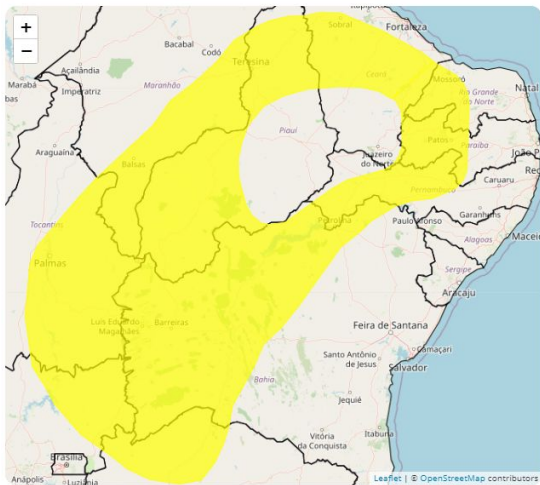 +
−
Itapipoca
Fortaleza
Sobral
Bacabal
Codó
Teresina
Açailândia
Marabá
Imperatriz
Maranhão
Ceará
Mossoró
Rio Grande
do Norte
Natal
Araguaína
Balsas
Piauí
Juazeiro
do Norte
Patos
Paraíba
João P
Rec
Caruaru
Pernambuco
Garanhuns
Tocantins
Petrolina
Paulo Afonso
Alagoas
Maceió
Palmas
Sergipe
Aracaju
Luís Eduardo
Magalhães
Barreiras
Feira de Santana
Camaçari
Santo Antônio
de Jesus
Salvador
Bahia
Jequié
Vitória
da Conquista
Itabuna
Brasília
Anápolis
Luziânia
Leaflet | © OpenStreetMap contributors